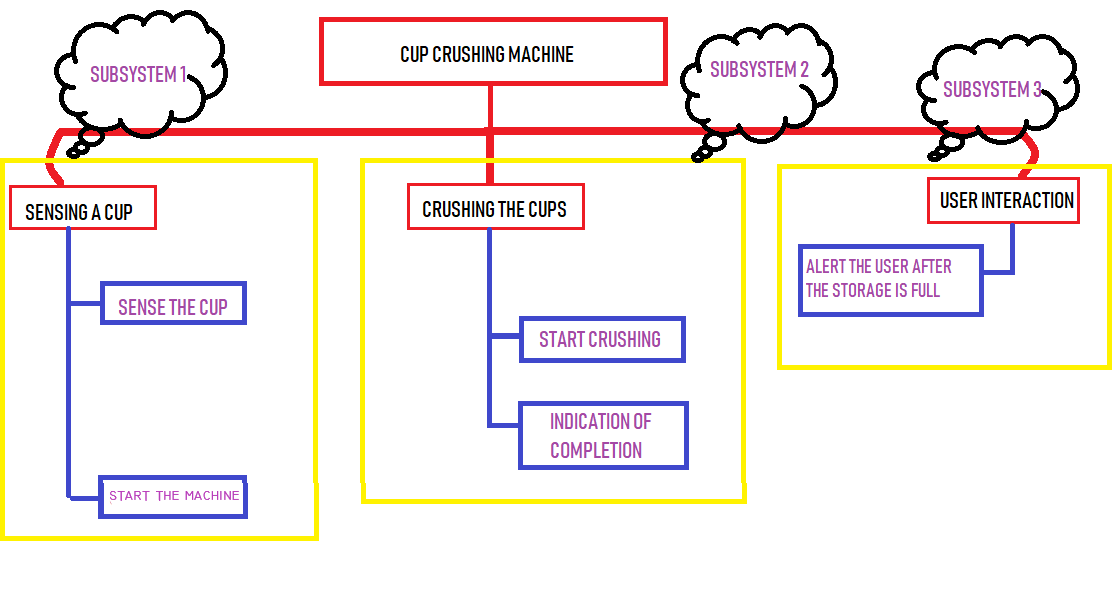 CUP CRUSHING MACHINE
SUBSYSTEM 1
SUBSYSTEM 2
SUBSYSTEM 3
SENSING A CUP
SENSE THE CUP
START THE MACHINE
CRUSHING THE CUPS
START CRUSHING
INDICATION OF
COMPLETION
USER INTERACTION
ALERT THE USER AFTER
THE STORAGE IS FULL